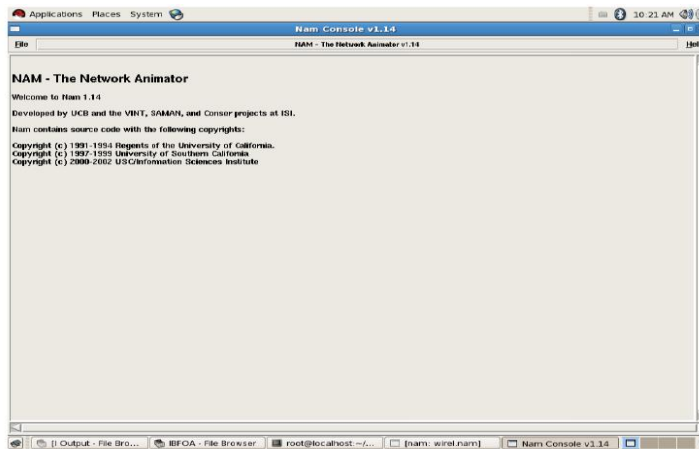 Applications Places System 10:21 AM
Nam Console v1.14
File NAM - The Network Animator v1.14 Hel
NAM - The Network Animator
Welcome to Nam 1.14
Developed by UCB and the VINT, SAMAN, and Conser projects at ISI.
Nam contains source code with the following copyrights:
Copyright (c) 1991-1994 Regents of the University of California.
Copyright (c) 1997-1999 University of Southern California
Copyright (c) 2000-2002 USC/Information Sciences Institute
[I Output - File Bro... IBFOA - File Browser root@localhost:~/... [nam: wirel.nam] Nam Console v1.14